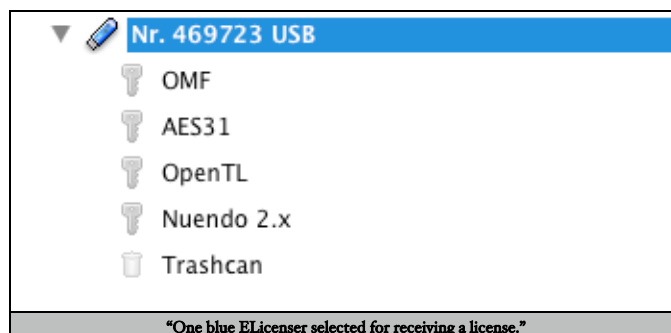 Nr. 469723 USB
OMF
AES31
OpenTL
Nuendo 2.x
Trashcan
"One blue ELicenser selected for receiving a license."